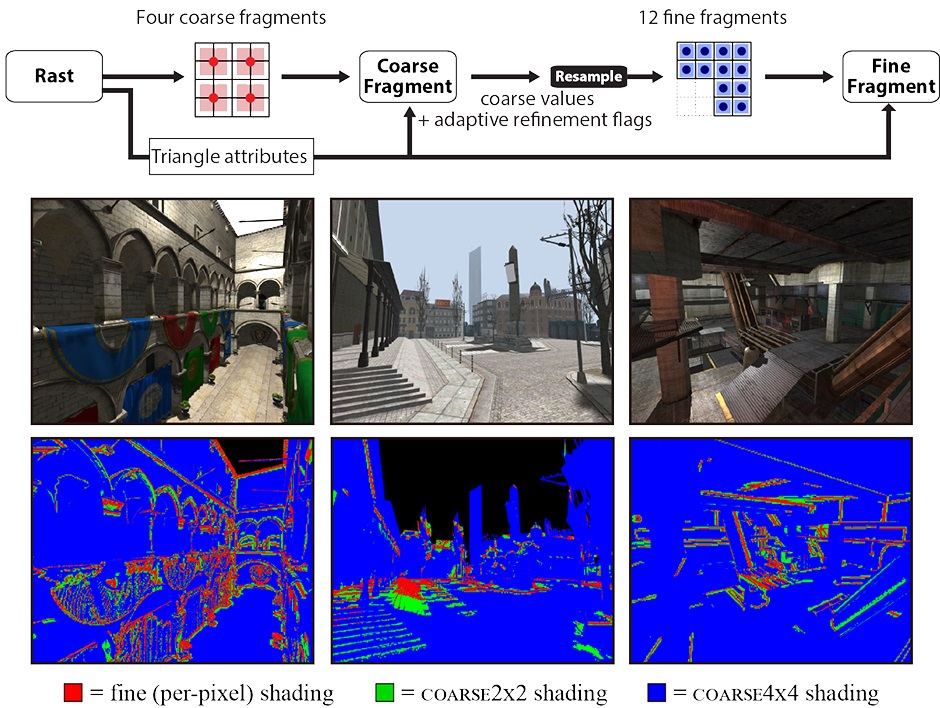 Four coarse fragments
12 fine fragments
Rast
Coarse
Fragment
Resample
Fine
Fragment
coarse values
+ adaptive refinement flags
Triangle attributes
= fine (per-pixel) shading
= COARSE2x2 shading
= COARSE4x4 shading